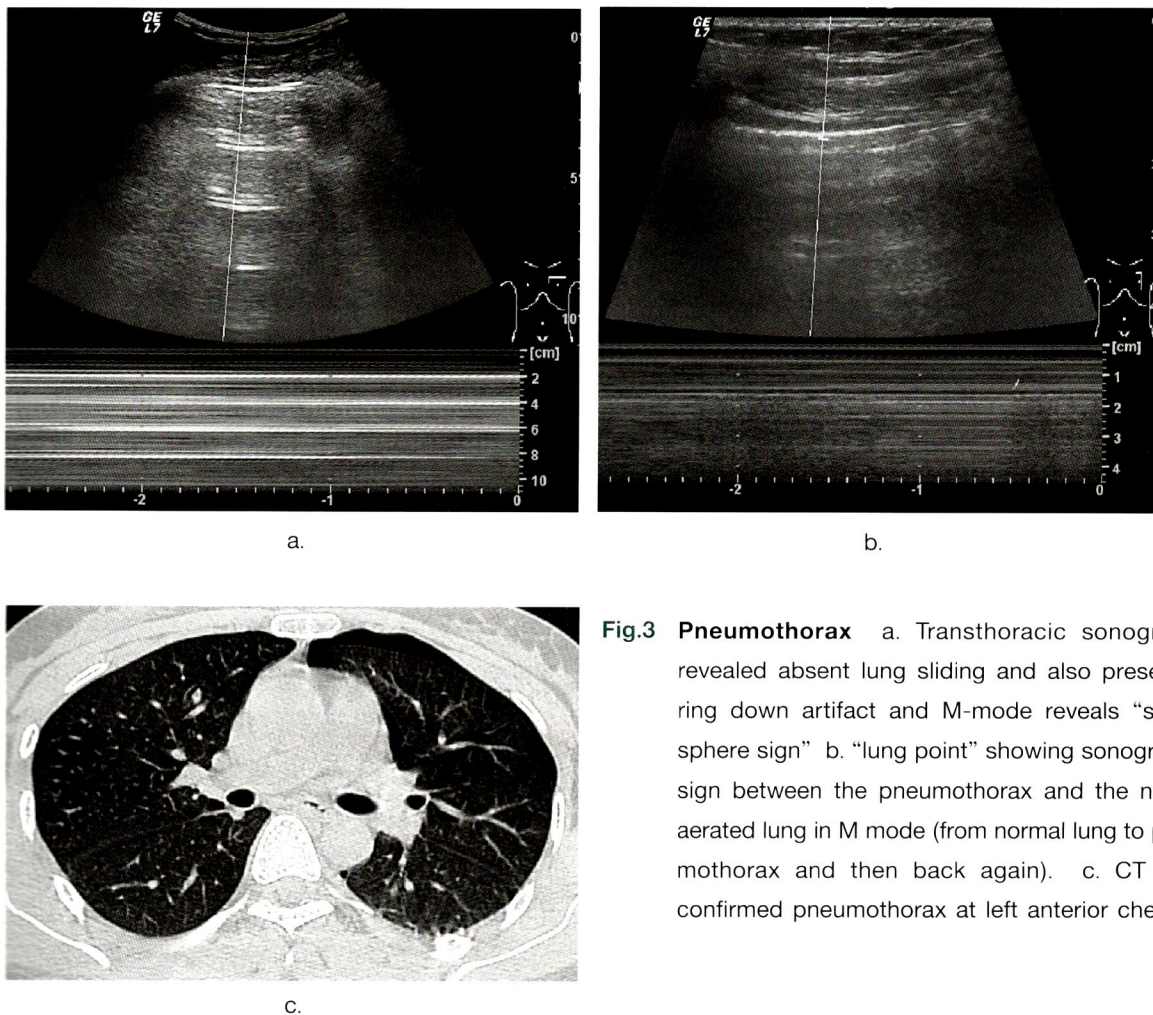 GE
L7
0
5
10
[cm]
2
4
6
8
10
-2 -1 0
GE
L7
[cm]
1
2
3
4
-2 -1 0
a.
b.
Fig.3 Pneumothorax a. Transthoracic sonogr
revealed absent lung sliding and also prese
ring down artifact and M-mode reveals “s
sphere sign” b. “lung point” showing sonogr
sign between the pneumothorax and the n
aerated lung in M mode (from normal lung to p
mothorax and then back again). c. CT
confirmed pneumothorax at left anterior che
c.